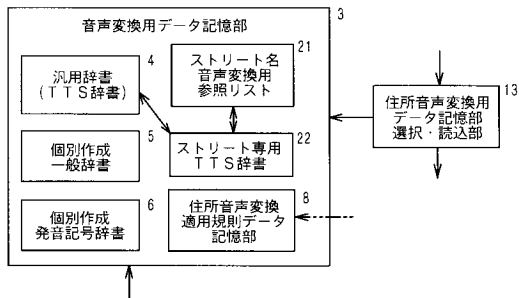 音声変換用データ記憶部
3
汎用辞書
(TTS辞書)
4
ストリート名
音声変換用
参照リスト
21
個別作成
一般辞書
5
ストリート専用
TTS辞書
22
個別作成
発音記号辞書
6
住所音声変換
適用規則データ
記憶部
8
住所音声変換用
データ記憶部
選択・読込部
13